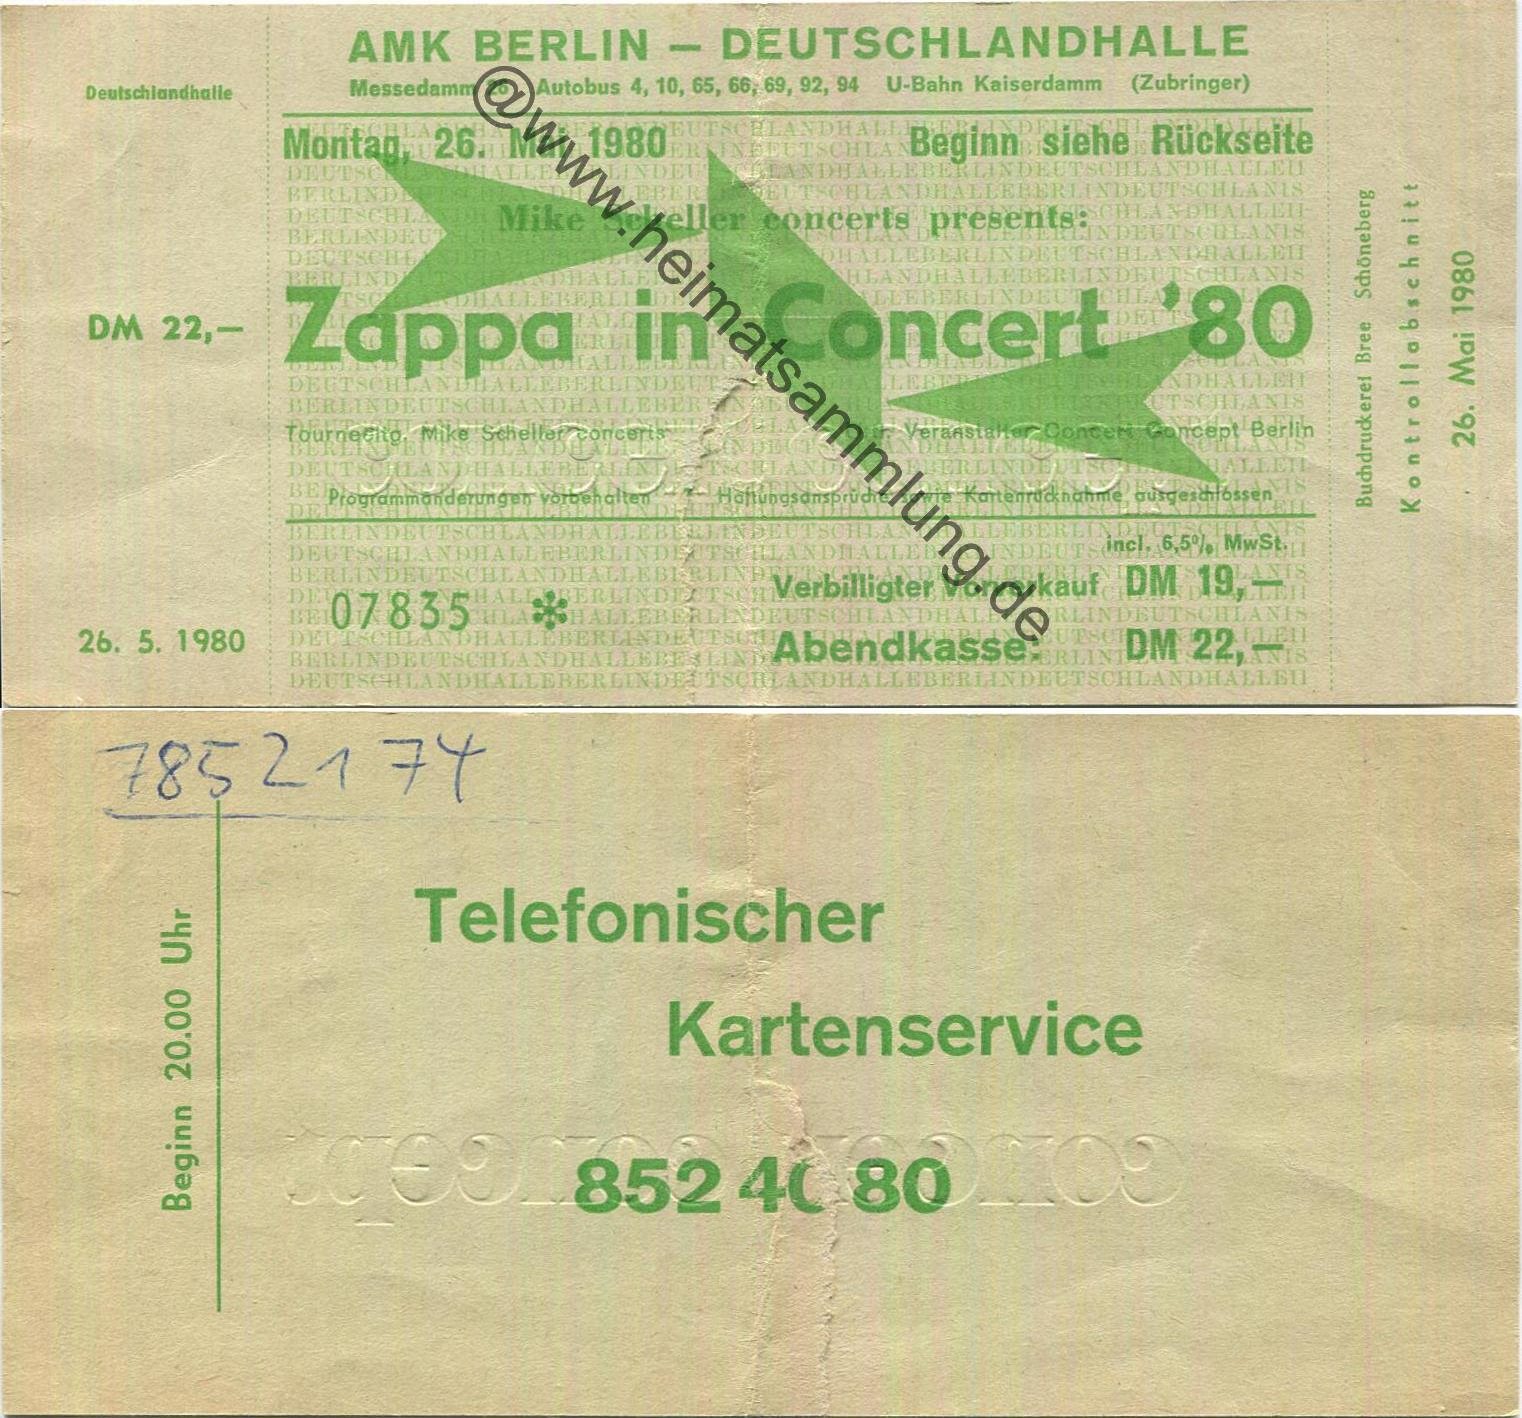 AMK BERLIN – DEUTSCHLANDHALLE
Messedamm 26 Autobus 4, 10, 65, 66, 69, 92, 94 U-Bahn Kaiserdamm (Zubringer)
Deutschlandhalle
Montag, 26. Mai 1980 Beginn siehe Rückseite
Mike Scheller concerts presents:
DM 22,— Zappa in Concert '80
Tourneeltg. Mike Scheller concerts Veranstalter Concert Concept Berlin
Programmänderungen vorbehalten Haftungsansprüche sowie Kartenrücknahme ausgeschlossen
incl. 6,5% MwSt.
Verbilligter Vorverkauf DM 19,—
07835 *
26. 5. 1980 Abendkasse: DM 22,—
Buchdruckerei Bree Schöneberg
Kontrollabschnitt
26. Mai 1980
@www.heimatsammlung.de
7852174
Beginn 20.00 Uhr
Telefonischer
Kartenservice
concert concept
852 40 80